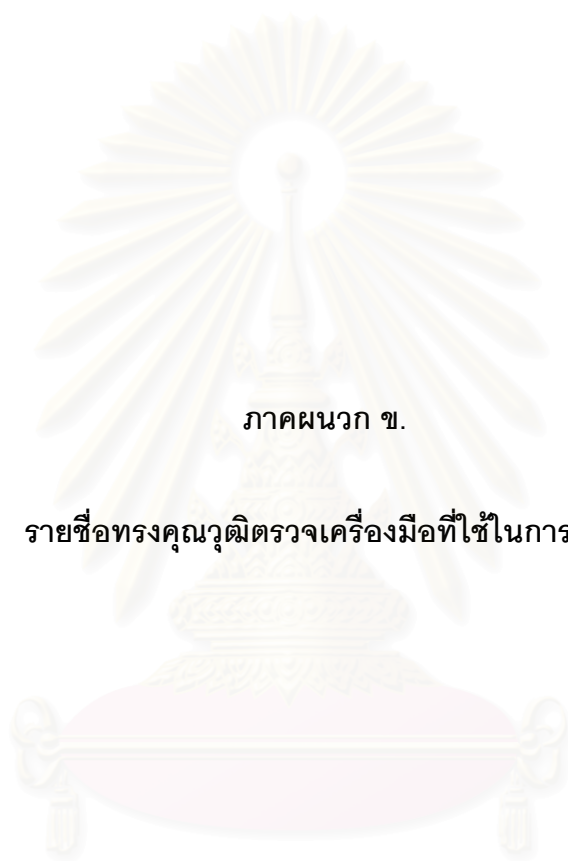 ภาคผนวก ข.
รายชื่อทรงคุณวุฒิตรวจเครื่องมือที่ใช้ในการ